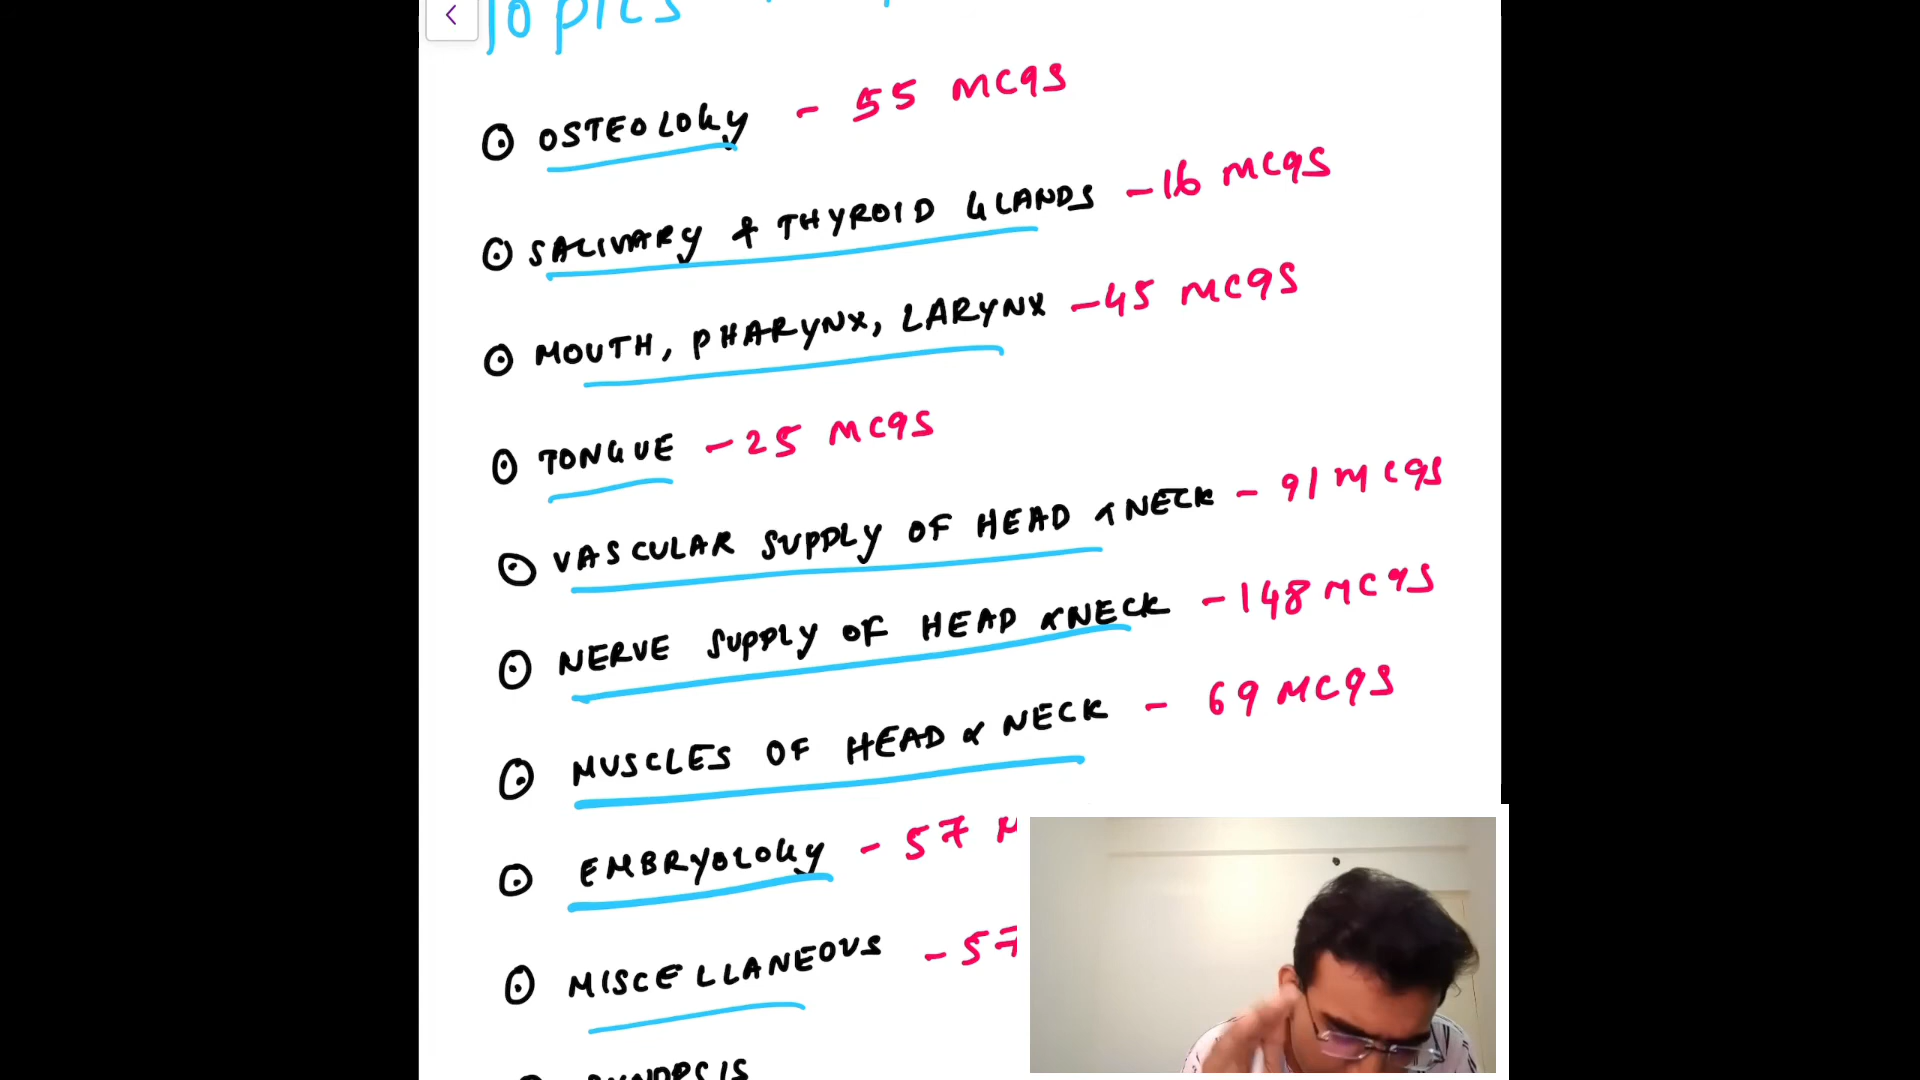 Topics
⊙ OSTEOLOGY - 55 MCQS
⊙ SALIVARY & THYROID GLANDS - 16 MCQS
⊙ MOUTH, PHARYNX, LARYNX - 45 MCQS
⊙ TONGUE - 25 MCQS
⊙ VASCULAR SUPPLY OF HEAD & NECK - 91 MCQS
⊙ NERVE SUPPLY OF HEAD & NECK - 148 MCQS
⊙ MUSCLES OF HEAD & NECK - 69 MCQS
⊙ EMBRYOLOGY - 57 M
⊙ MISCELLANEOUS - 57
SYNOPSIS